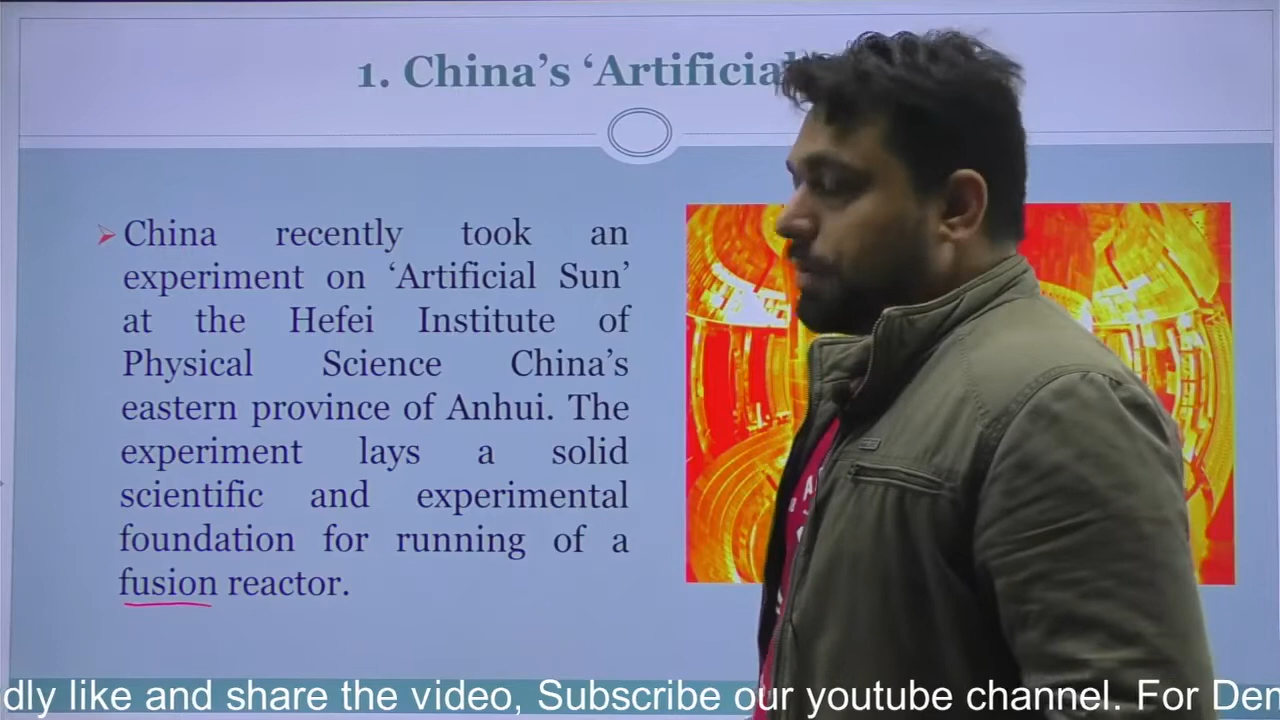 1. China's 'Artificial
China recently took an
experiment on 'Artificial Sun'
at the Hefei Institute of
Physical Science China's
eastern province of Anhui. The
experiment lays a solid
scientific and experimental
foundation for running of a
fusion reactor.
dly like and share the video, Subscribe our youtube channel. For Den